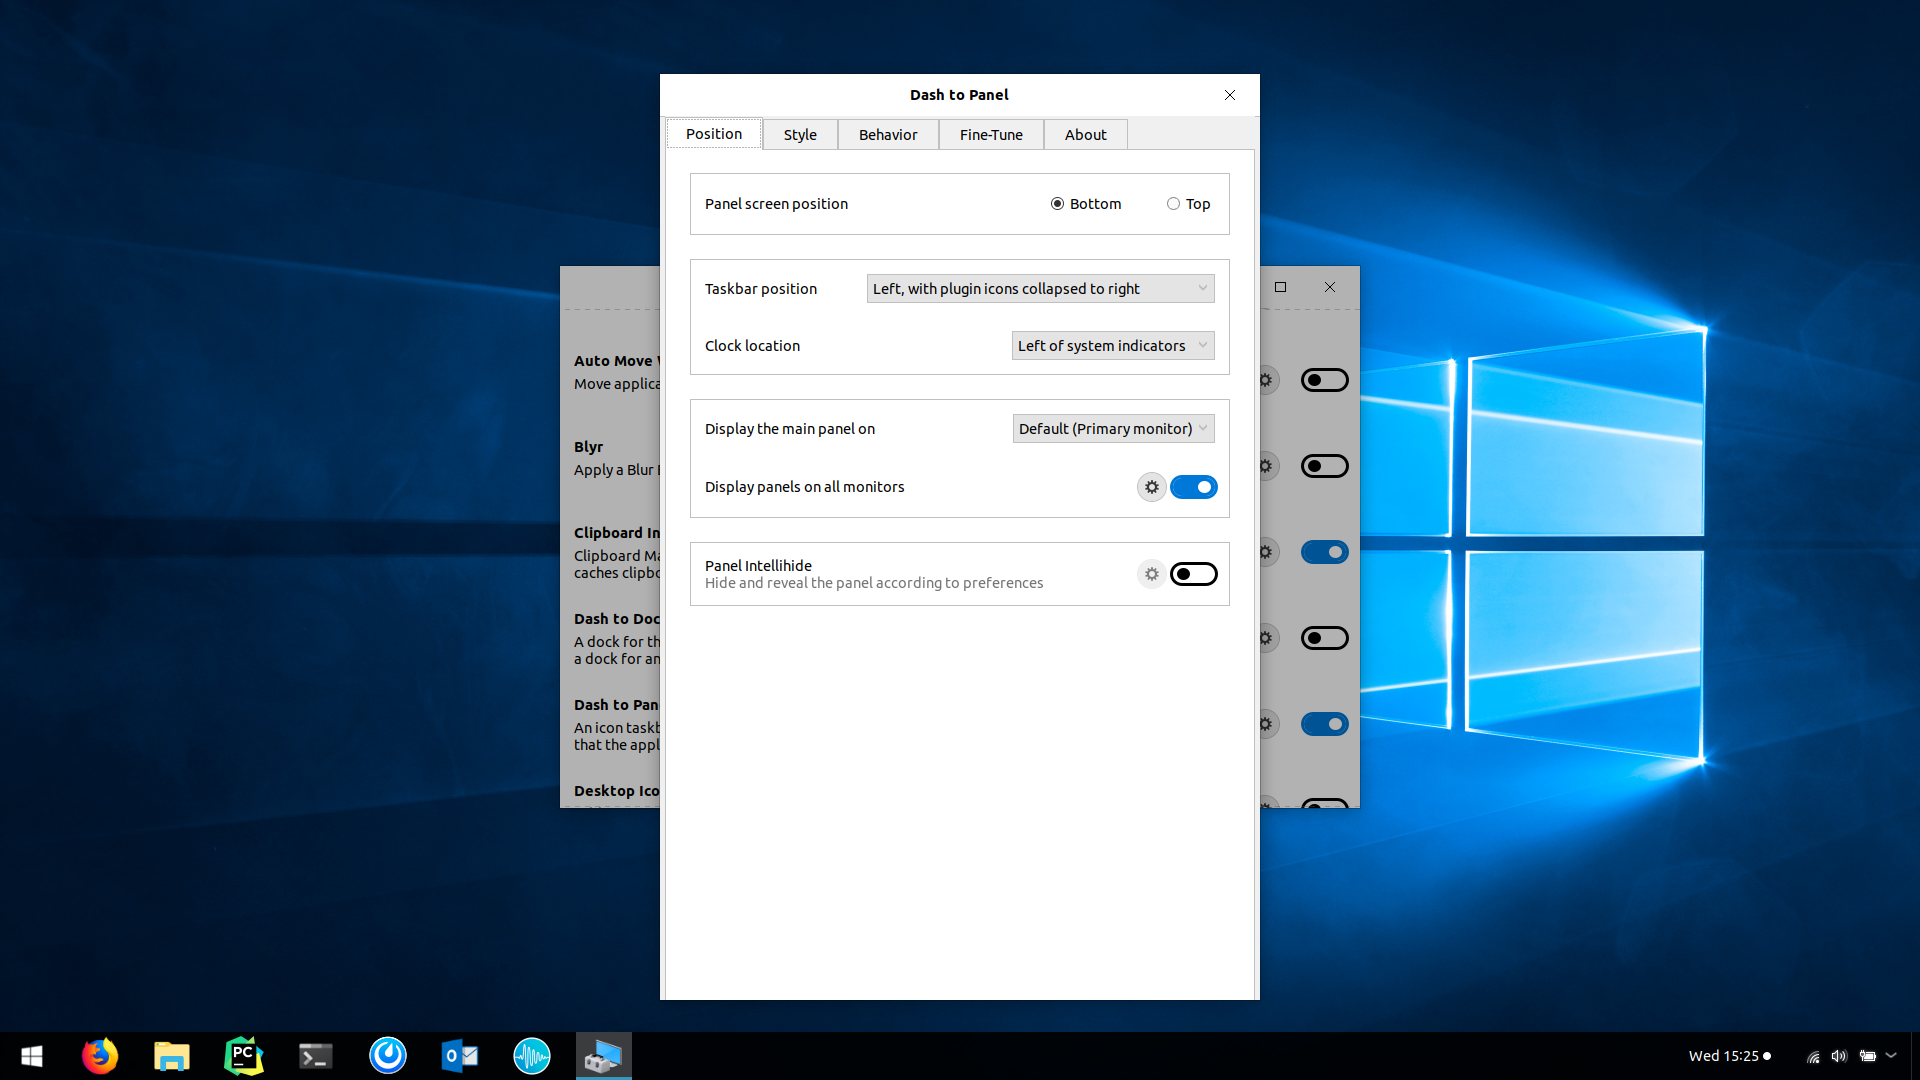 Dash to Panel
Position
Style
Behavior
Fine-Tune
About
Panel screen position
Bottom
Top
Taskbar position
Left, with plugin icons collapsed to right
Clock location
Left of system indicators
Display the main panel on
Default (Primary monitor)
Display panels on all monitors
Panel Intellihide
Hide and reveal the panel according to preferences
Auto Move
Move applica
Blyr
Apply a Blur
Clipboard In
Clipboard Ma
caches clipbo
Dash to Doc
A dock for th
a dock for an
Dash to Pan
An icon taskb
that the appl
Desktop Ico
PC
O
Wed 15:25